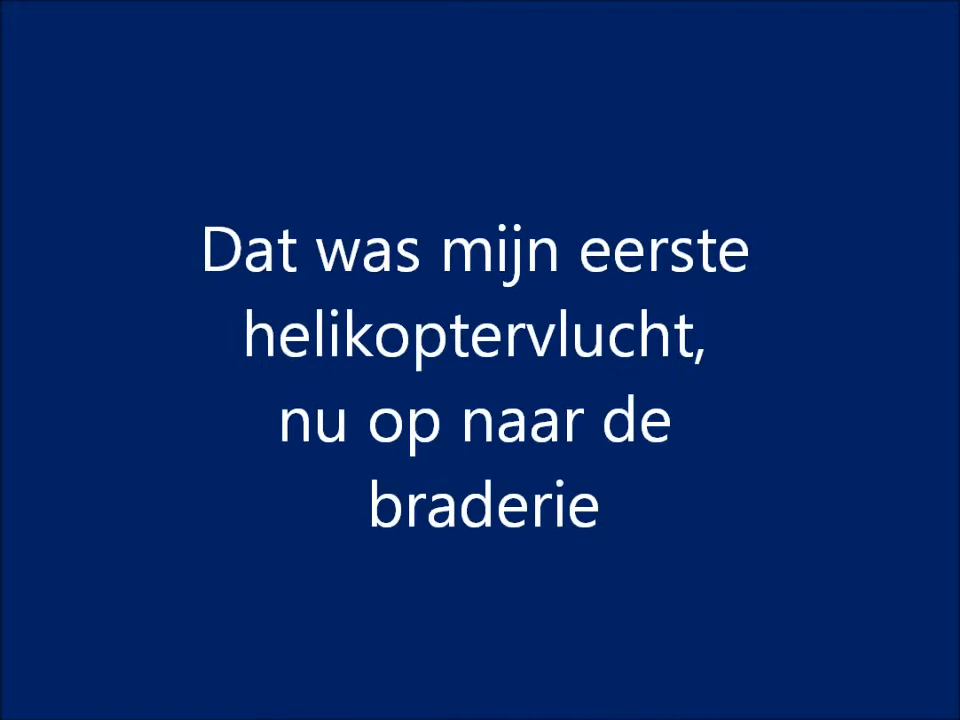 Dat was mijn eerste
helikoptervlucht,
nu op naar de
braderie